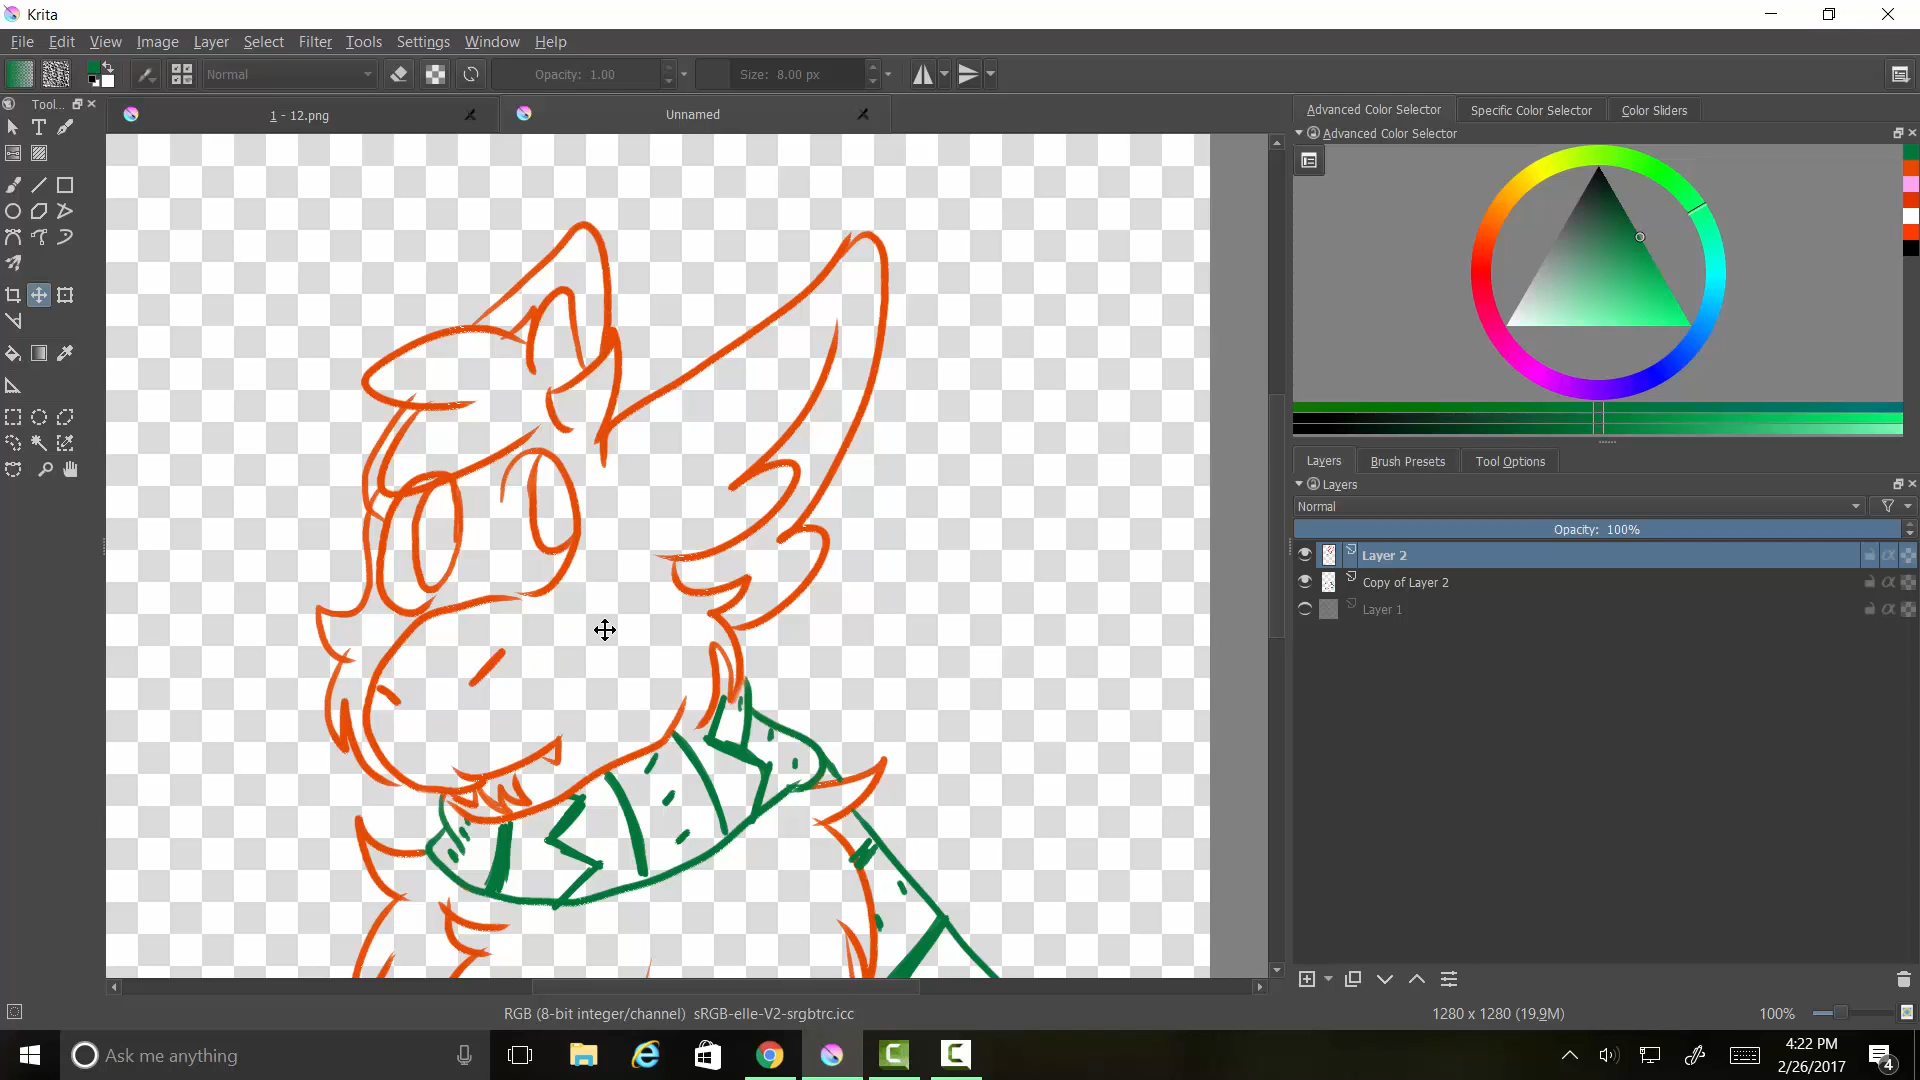 Krita
File Edit View Image Layer Select Filter Tools Settings Window Help
Normal Opacity: 1.00 Size: 8.00 px
Tool...
1 - 12.png
Unnamed
Advanced Color Selector Specific Color Selector Color Sliders
Advanced Color Selector
Layers Brush Presets Tool Options
Layers
Normal
Opacity: 100%
Layer 2
Copy of Layer 2
Layer 1
RGB (8-bit integer/channel) sRGB-elle-V2-srgbtrc.icc
1280 x 1280 (19.9M)
100%
Ask me anything
4:22 PM
2/26/2017
4